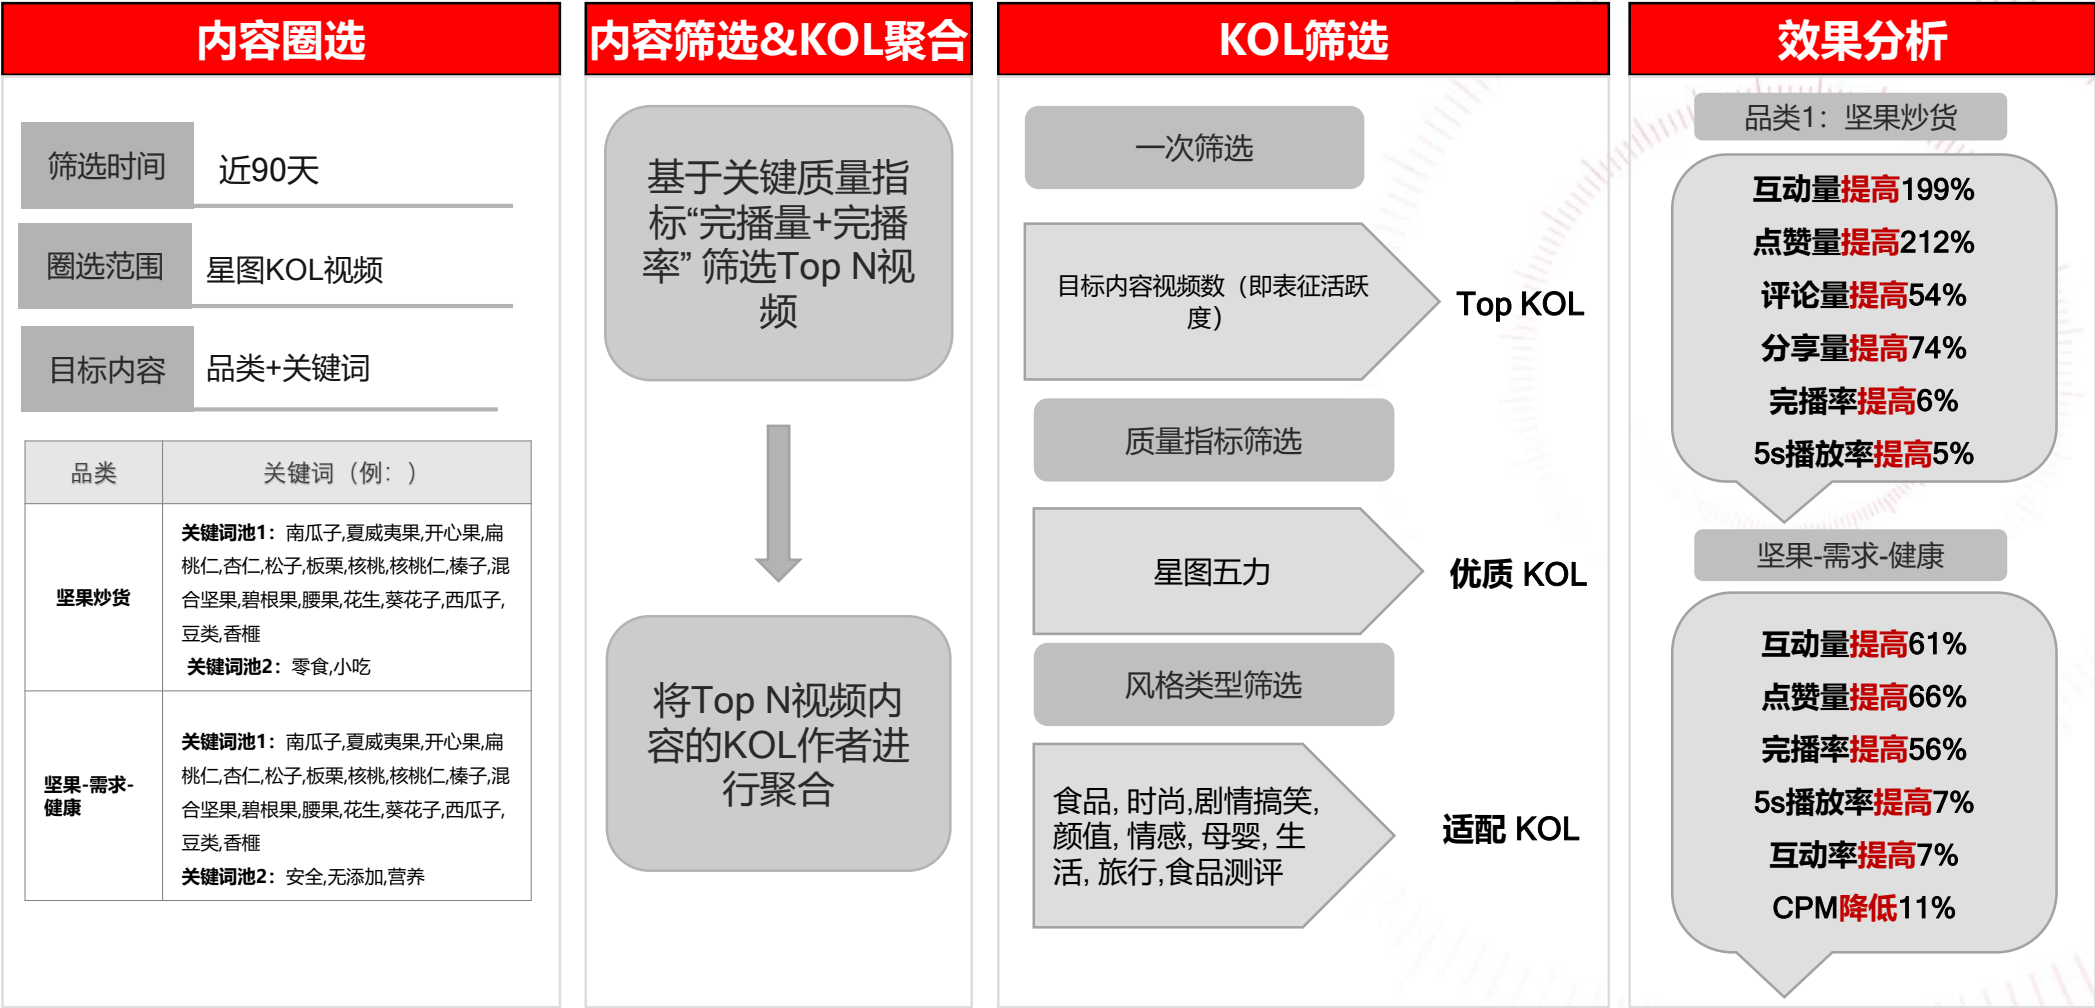 内容圈选
筛选时间
近90天
圈选范围
星图KOL视频
目标内容
品类+关键词
品类
关键词（例：）
坚果炒货
关键词池1：南瓜子,夏威夷果,开心果,扁
桃仁,杏仁,松子,板栗,核桃,核桃仁,榛子,混
合坚果,碧根果,腰果,花生,葵花子,西瓜子,
豆类,香榧
关键词池2：零食,小吃
坚果-需求-
健康
关键词池1：南瓜子,夏威夷果,开心果,扁
桃仁,杏仁,松子,板栗,核桃,核桃仁,榛子,混
合坚果,碧根果,腰果,花生,葵花子,西瓜子,
豆类,香榧
关键词池2：安全,无添加,营养
内容筛选&KOL聚合
基于关键质量指
标“完播量+完播
率” 筛选Top N视
频
将Top N视频内
容的KOL作者进
行聚合
KOL筛选
一次筛选
目标内容视频数（即表征活跃
度）
Top KOL
质量指标筛选
星图五力
优质 KOL
风格类型筛选
食品, 时尚,剧情搞笑,
颜值, 情感, 母婴, 生
活, 旅行,食品测评
适配 KOL
效果分析
品类1：坚果炒货
互动量提高199%
点赞量提高212%
评论量提高54%
分享量提高74%
完播率提高6%
5s播放率提高5%
坚果-需求-健康
互动量提高61%
点赞量提高66%
完播率提高56%
5s播放率提高7%
互动率提高7%
CPM降低11%